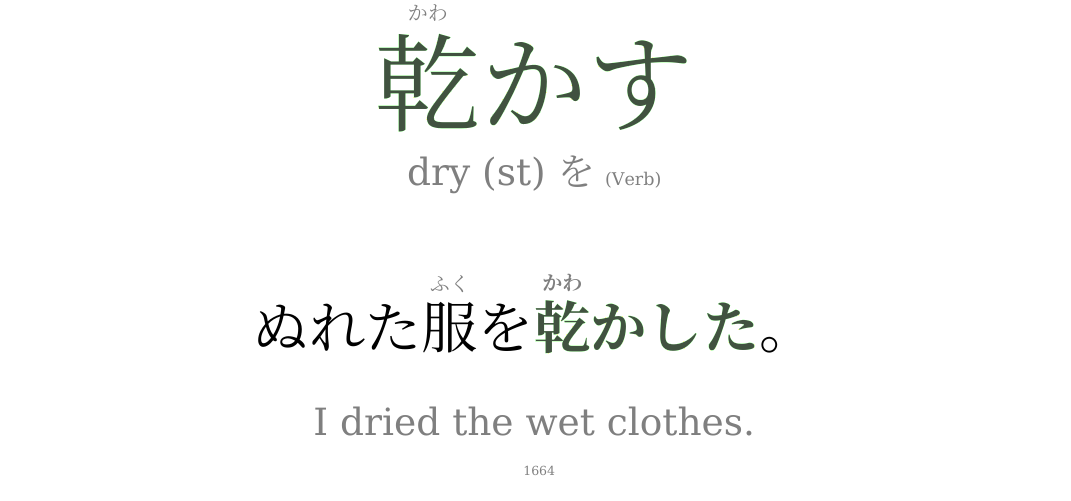 かわ
乾かす
dry (st) を (Verb)
ふく かわ
ぬれた服を乾かした。
I dried the wet clothes.
1664